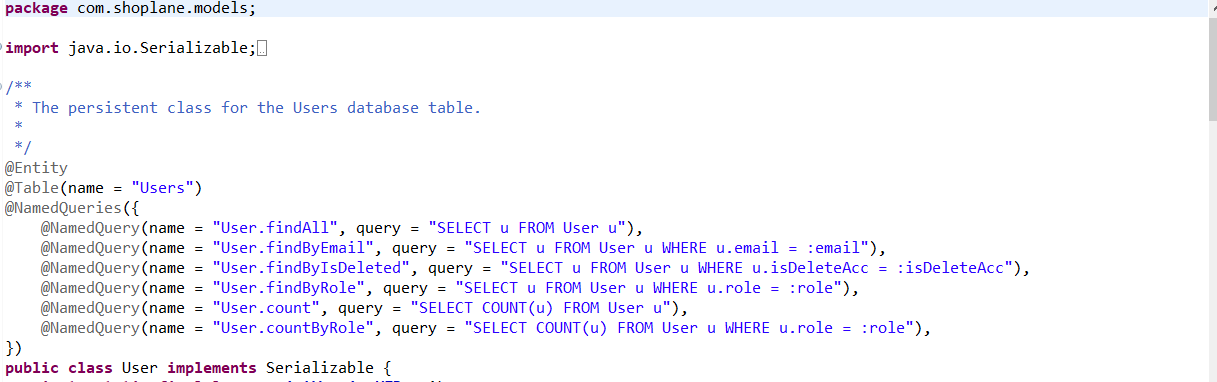 package com.shoplane.models;
import java.io.Serializable;
/**
 * The persistent class for the Users database table.
 *
 */
@Entity
@Table(name = "Users")
@NamedQueries({
    @NamedQuery(name = "User.findAll", query = "SELECT u FROM User u"),
    @NamedQuery(name = "User.findByEmail", query = "SELECT u FROM User u WHERE u.email = :email"),
    @NamedQuery(name = "User.findByIsDeleted", query = "SELECT u FROM User u WHERE u.isDeleteAcc = :isDeleteAcc"),
    @NamedQuery(name = "User.findByRole", query = "SELECT u FROM User u WHERE u.role = :role"),
    @NamedQuery(name = "User.count", query = "SELECT COUNT(u) FROM User u"),
    @NamedQuery(name = "User.countByRole", query = "SELECT COUNT(u) FROM User u WHERE u.role = :role"),
})
public class User implements Serializable {